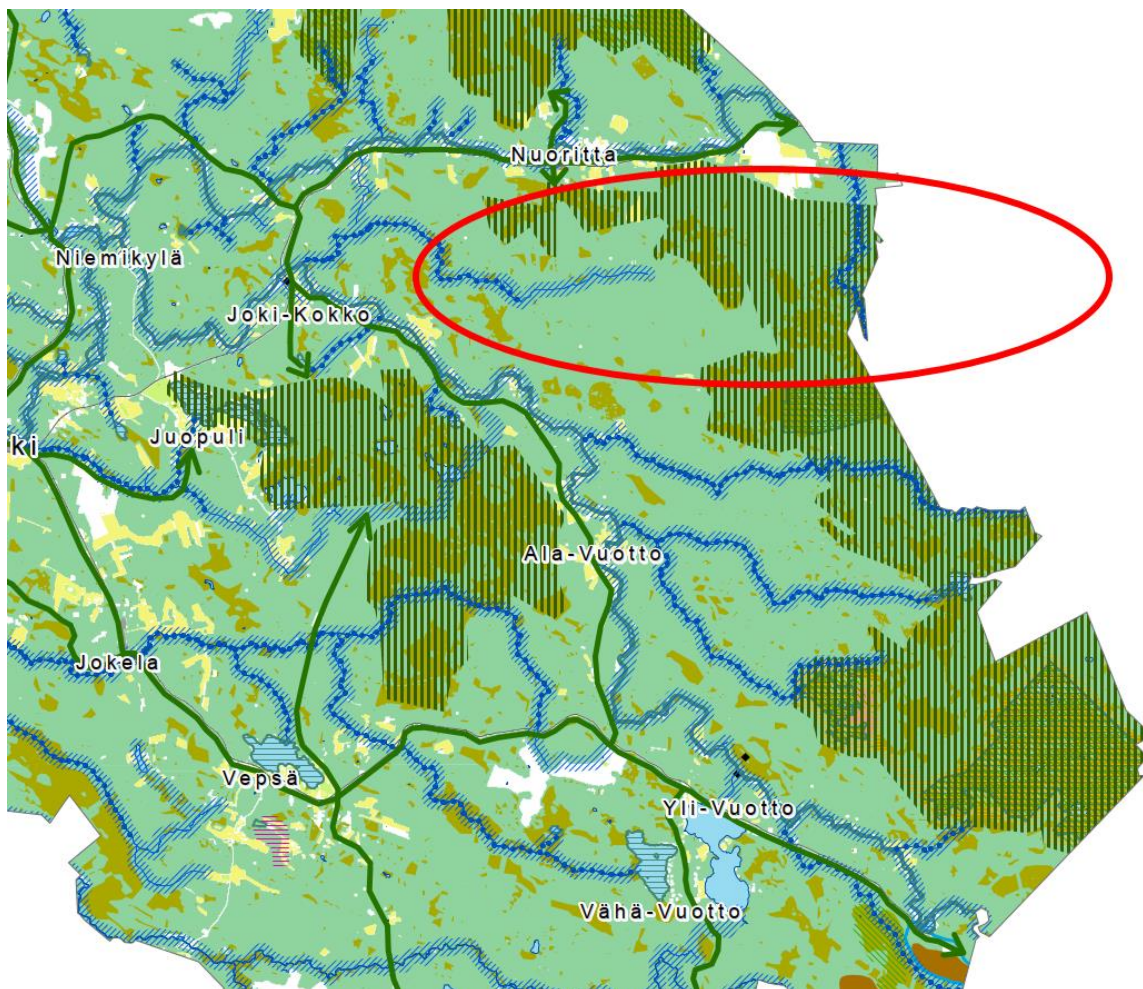 Nuoritta
Niemikylä
Joki-Kokko
Juopuli
ki
Ala-Vuotto
Jokela
Vepsä
Yli-Vuotto
Vähä-Vuotto